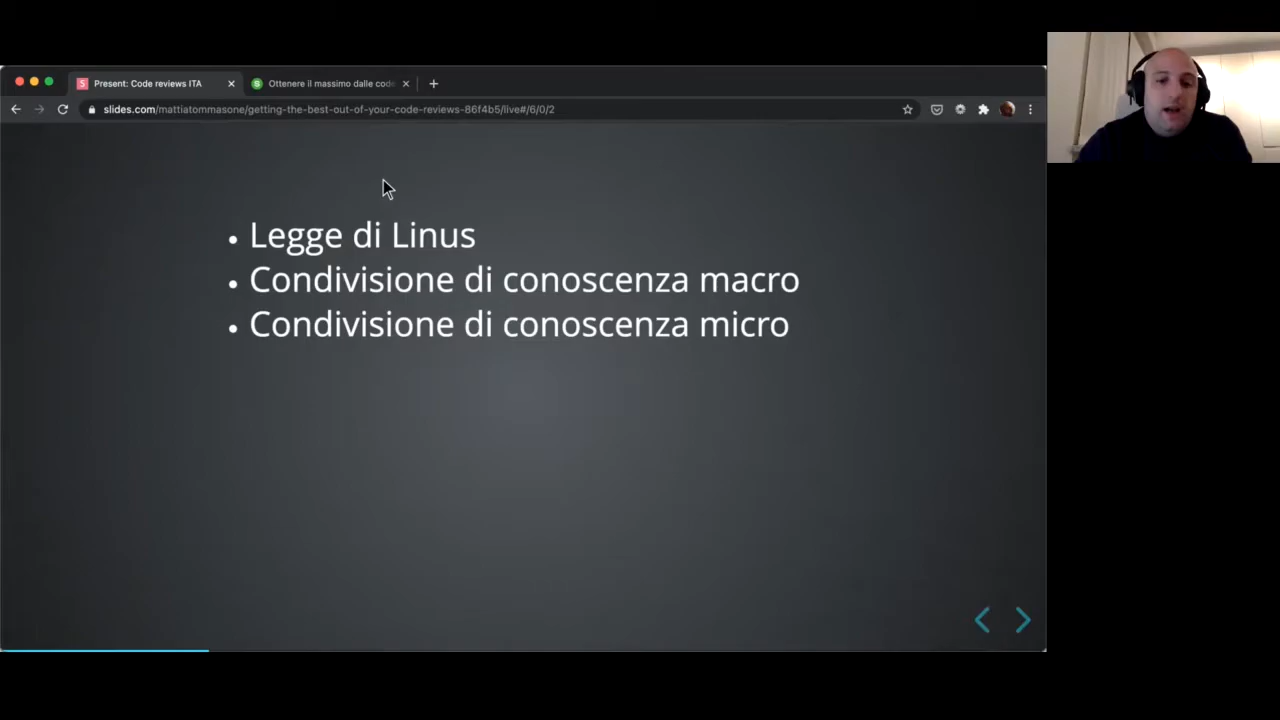 Present: Code reviews ITA
Ottenere il massimo dalle code
slides.com/mattiatommasone/getting-the-best-out-of-your-code-reviews-86f4b5/live#/6/0/2
Legge di Linus
Condivisione di conoscenza macro
Condivisione di conoscenza micro